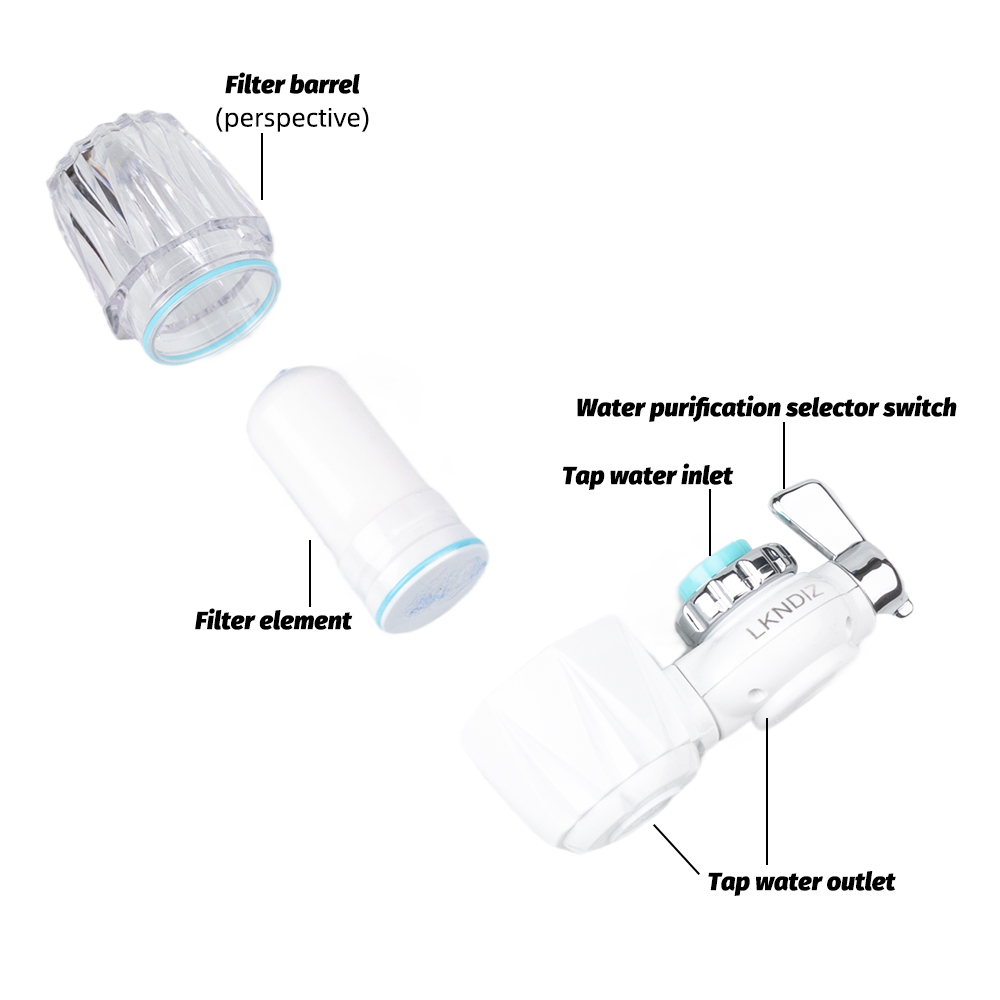 Filter barrel
(perspective)
Water purification selector switch
Tap water inlet
Filter element
LKNDIZ
Tap water outlet